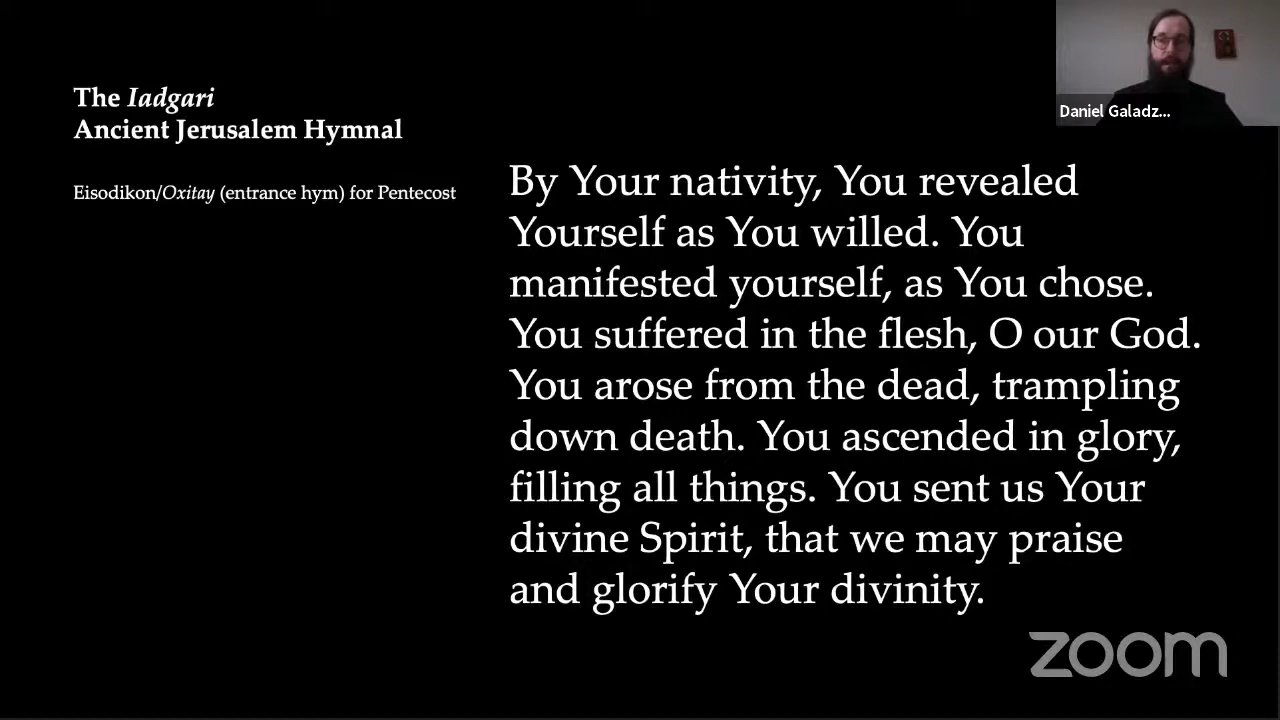 The Iadgari
Ancient Jerusalem Hymnal
Eisodikon/Oxitay (entrance hym) for Pentecost
By Your nativity, You revealed
Yourself as You willed. You
manifested yourself, as You chose.
You suffered in the flesh, O our God.
You arose from the dead, trampling
down death. You ascended in glory,
filling all things. You sent us Your
divine Spirit, that we may praise
and glorify Your divinity.
Daniel Galadz...
zoom